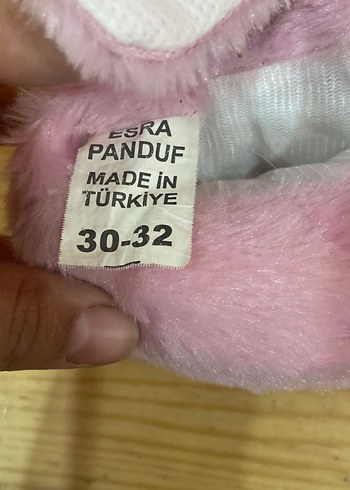 ESRA
PANDUF
MADE İN
TÜRKİYE
30-32